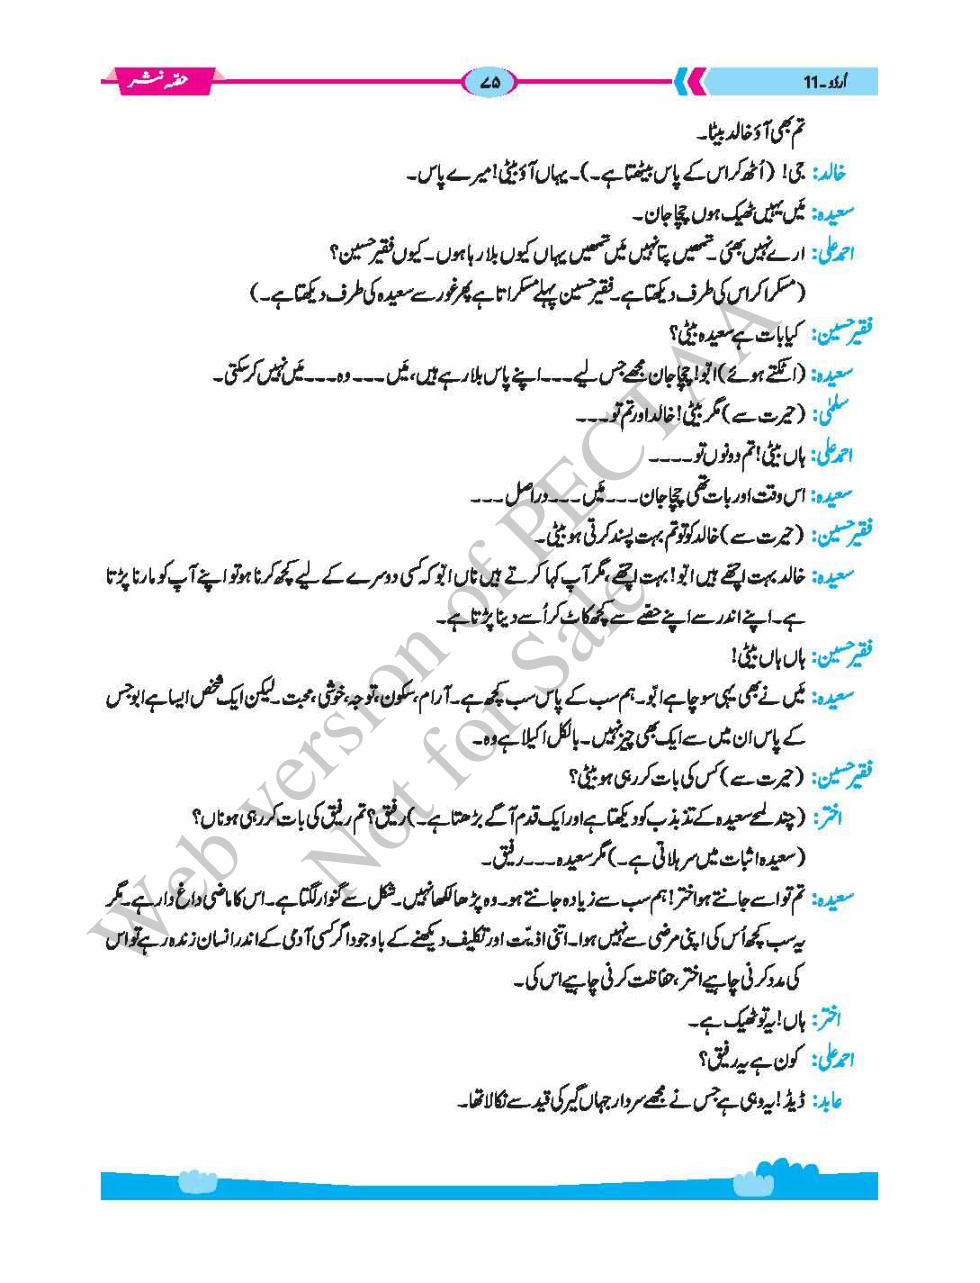 اُردو ۔ 11
۷۵
حصّہ نثر
تم بھی آؤ خالد بیٹا۔
خالد: جی! (اُٹھ کر اس کے پاس بیٹھتا ہے۔)۔ یہاں آؤ بیٹی! میرے پاس۔
سعیدہ: مَیں یہیں ٹھیک ہوں چچا جان۔
احمد علی: ارے نہیں بھئی۔ تمھیں پتا نہیں مَیں تمھیں یہاں کیوں بلا رہا ہوں۔ کیوں فقیر حسین؟
(مسکرا کر اس کی طرف دیکھتا ہے۔ فقیر حسین پہلے مسکراتا ہے پھر غور سے سعیدہ کی طرف دیکھتا ہے۔)
فقیر حسین: کیا بات ہے سعیدہ بیٹی؟
سعیدہ: (اٹکتے ہوئے) ابّو! چچا جان مجھے جس لیے ۔۔۔ اپنے پاس بلا رہے ہیں، مَیں ۔۔۔ وہ ۔۔۔ مَیں نہیں کر سکتی۔
سلمٰی: (حیرت سے) مگر بیٹی! خالد اور تم تو ۔۔۔
احمد علی: ہاں بیٹی! تم دونوں تو ۔۔۔۔
سعیدہ: اس وقت اور بات تھی چچا جان ۔۔۔ مَیں ۔۔۔ دراصل ۔۔۔
فقیر حسین: (حیرت سے) خالد کو تو تم بہت پسند کرتی ہو بیٹی۔
سعیدہ: خالد بہت اچھے ہیں ابّو! بہت اچھے، مگر آپ کہا کرتے ہیں ناں ابّو کہ کسی دوسرے کے لیے کچھ کرنا ہو تو اپنے آپ کو مارنا پڑتا
ہے۔ اپنے اندر سے اپنے حصّے سے کچھ کاٹ کر اُسے دینا پڑتا ہے۔
فقیر حسین: ہاں ہاں بیٹی!
سعیدہ: مَیں نے بھی یہی سوچا ہے ابّو۔ ہم سب کے پاس سب کچھ ہے۔ آرام، سکون، توجہ، خوشی، محبت۔ لیکن ایک شخص ایسا ہے ابو جس
کے پاس ان میں سے ایک بھی چیز نہیں۔ بالکل اکیلا ہے وہ۔
فقیر حسین: (حیرت سے) کس کی بات کر رہی ہو بیٹی؟
اختر: (چند لمحے سعیدہ کے تذبذب کو دیکھتا ہے اور ایک قدم آگے بڑھتا ہے۔) رفیق؟ تم رفیق کی بات کر رہی ہو ناں؟
(سعیدہ اثبات میں سر ہلاتی ہے۔) مگر سعیدہ ۔۔۔ رفیق۔
سعیدہ: تم تو اسے جانتے ہو اختر! ہم سب سے زیادہ جانتے ہو۔ وہ پڑھا لکھا نہیں۔ شکل سے گنوار لگتا ہے۔ اس کا ماضی داغ دار ہے۔ مگر
یہ سب کچھ اُس کی اپنی مرضی سے نہیں ہوا۔ اتنی اذیّت اور تکلیف دیکھنے کے باوجود اگر کسی آدمی کے اندر انسان زندہ رہے تو اس
کی مدد کرنی چاہیے اختر، حفاظت کرنی چاہیے اس کی۔
اختر: ہاں! یہ تو ٹھیک ہے۔
احمد علی: کون ہے یہ رفیق؟
عابد: ڈیڈ! یہ وہی ہے جس نے مجھے سردار جہاں گیر کی قید سے نکالا تھا۔
Web version of PECTAA
Not for Sale